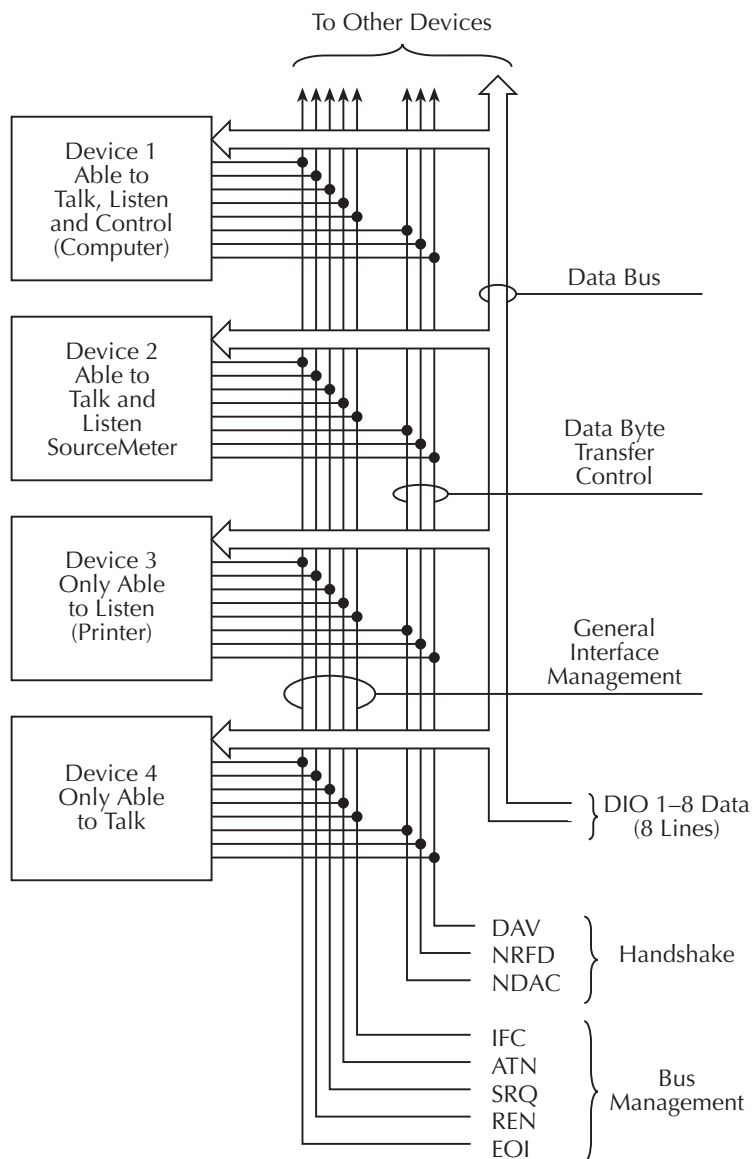 To Other Devices
Device 1
Able to
Talk, Listen
and Control
(Computer)
Data Bus
Device 2
Able to
Talk and
Listen
SourceMeter
Data Byte
Transfer
Control
Device 3
Only Able
to Listen
(Printer)
General
Interface
Management
Device 4
Only Able
to Talk
DIO 1–8 Data
(8 Lines)
DAV
NRFD
NDAC
Handshake
IFC
ATN
SRQ
REN
EOI
Bus
Management